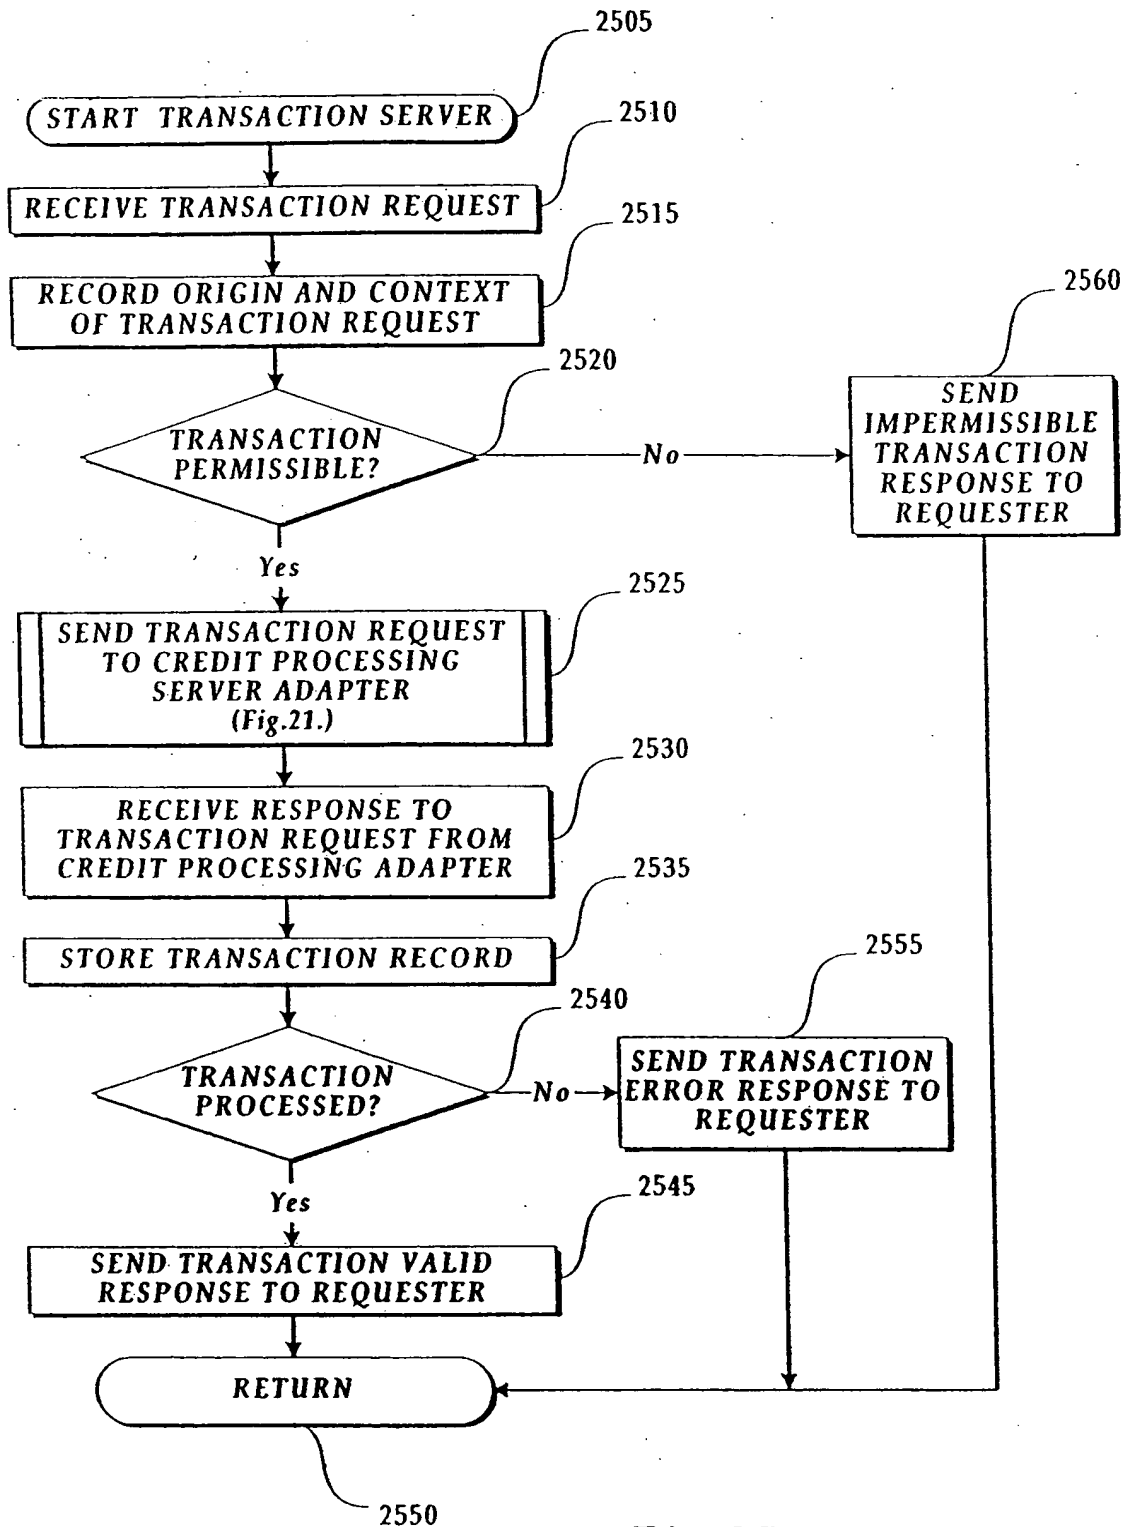 2505
START TRANSACTION SERVER
2510
RECEIVE TRANSACTION REQUEST
2515
RECORD ORIGIN AND CONTEXT
OF TRANSACTION REQUEST
2520
2560
TRANSACTION
PERMISSIBLE?
No
SEND
IMPERMISSIBLE
TRANSACTION
RESPONSE TO
REQUESTER
Yes
2525
SEND TRANSACTION REQUEST
TO CREDIT PROCESSING
SERVER ADAPTER
(Fig.21.)
2530
RECEIVE RESPONSE TO
TRANSACTION REQUEST FROM
CREDIT PROCESSING ADAPTER
2535
STORE TRANSACTION RECORD
2540
2555
TRANSACTION
PROCESSED?
No
SEND TRANSACTION
ERROR RESPONSE TO
REQUESTER
Yes
2545
SEND TRANSACTION VALID
RESPONSE TO REQUESTER
RETURN
2550